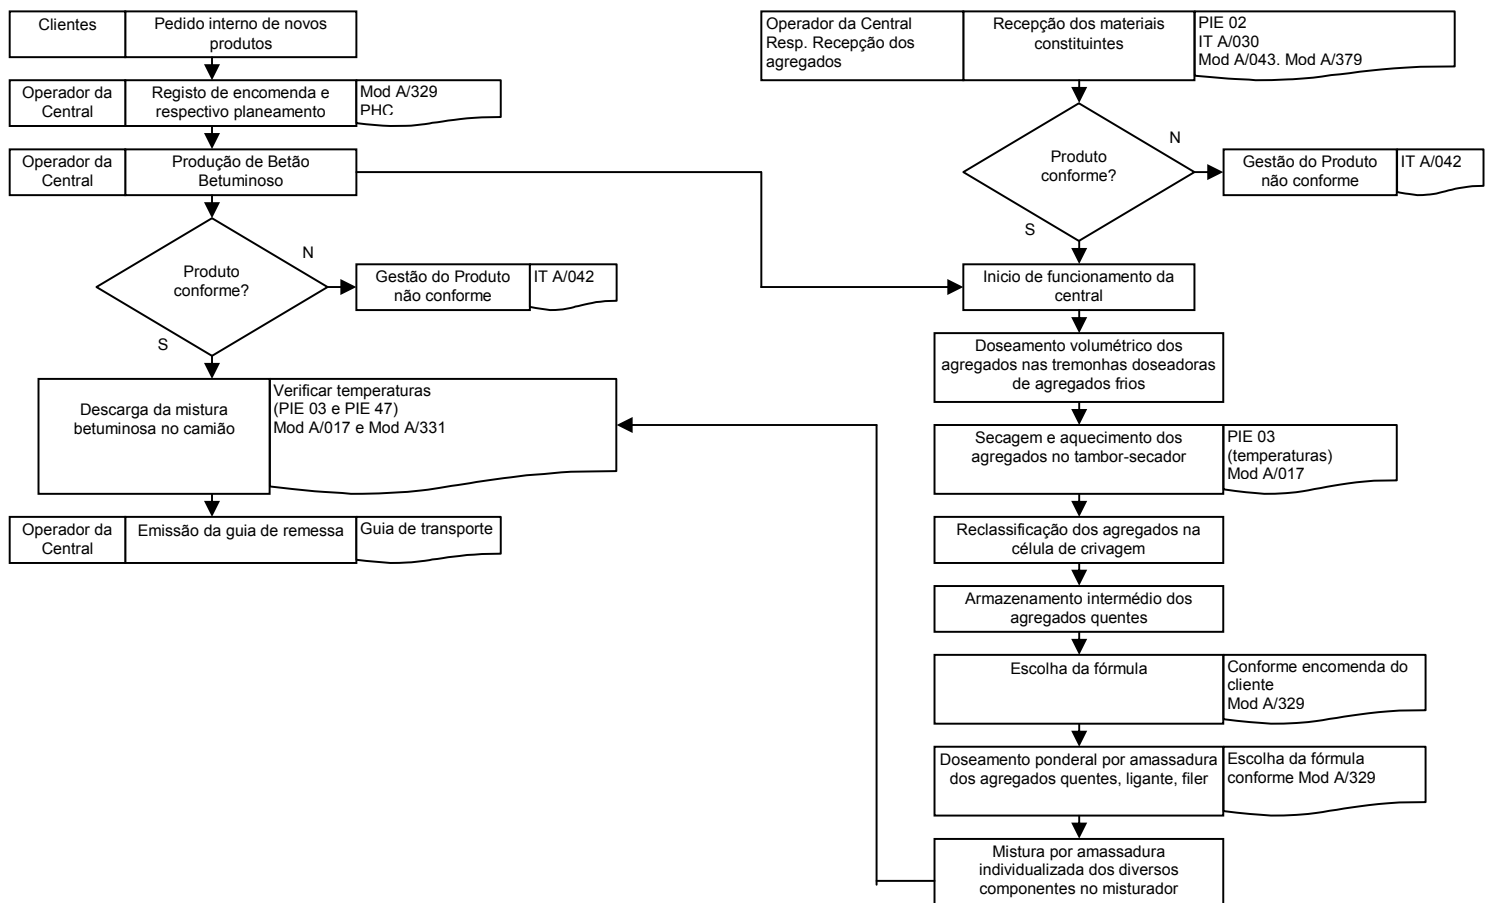 Clientes
Pedido interno de novos
produtos
Operador da
Central
Registo de encomenda e
respectivo planeamento
Mod A/329
PHC
Operador da
Central
Produção de Betão
Betuminoso
Produto
conforme?
N
S
Gestão do Produto
não conforme
IT A/042
Descarga da mistura
betuminosa no camião
Verificar temperaturas
(PIE 03 e PIE 47)
Mod A/017 e Mod A/331
Operador da
Central
Emissão da guia de remessa
Guia de transporte
Operador da Central
Resp. Recepção dos
agregados
Recepção dos materiais
constituintes
PIE 02
IT A/030
Mod A/043. Mod A/379
Produto
conforme?
N
S
Gestão do Produto
não conforme
IT A/042
Inicio de funcionamento da
central
Doseamento volumétrico dos
agregados nas tremonhas doseadoras
de agregados frios
Secagem e aquecimento dos
agregados no tambor-secador
PIE 03
(temperaturas)
Mod A/017
Reclassificação dos agregados na
célula de crivagem
Armazenamento intermédio dos
agregados quentes
Escolha da fórmula
Conforme encomenda do
cliente
Mod A/329
Doseamento ponderal por amassadura
dos agregados quentes, ligante, filer
Escolha da fórmula
conforme Mod A/329
Mistura por amassadura
individualizada dos diversos
componentes no misturador